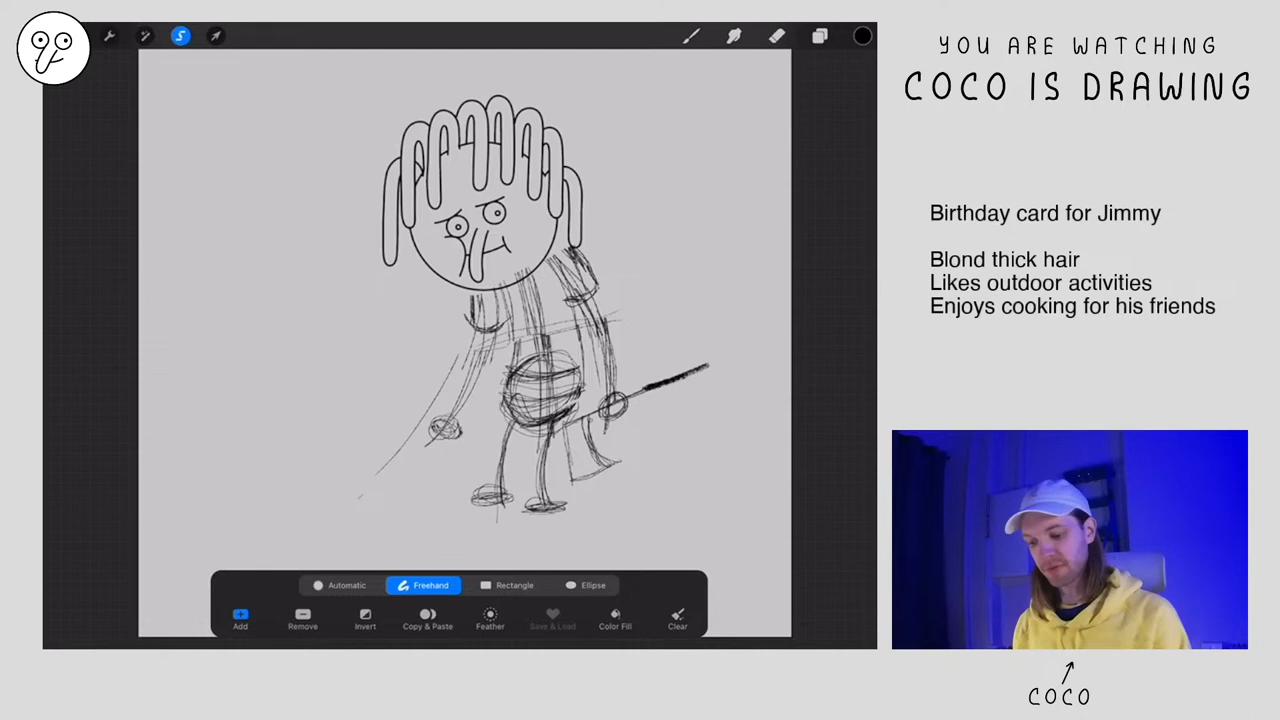 YOU ARE WATCHING
COCO IS DRAWING
Birthday card for Jimmy
Blond thick hair
Likes outdoor activities
Enjoys cooking for his friends
Automatic
Freehand
Rectangle
Ellipse
Add
Remove
Invert
Copy & Paste
Feather
Save & Load
Color Fill
Clear
COCO